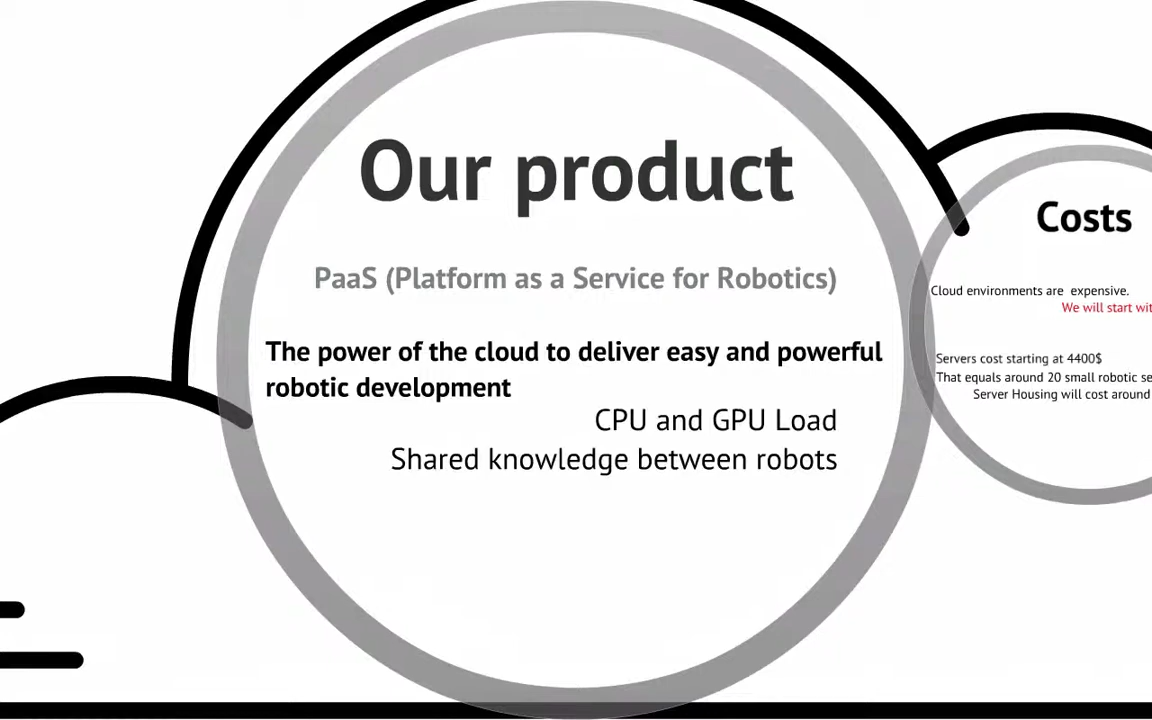 Our product
PaaS (Platform as a Service for Robotics)
The power of the cloud to deliver easy and powerful
robotic development
CPU and GPU Load
Shared knowledge between robots
Costs
Cloud environments are expensive.
We will start
Servers cost starting at 4400$
That equals around 20 small robotic
Server Housing will cost around